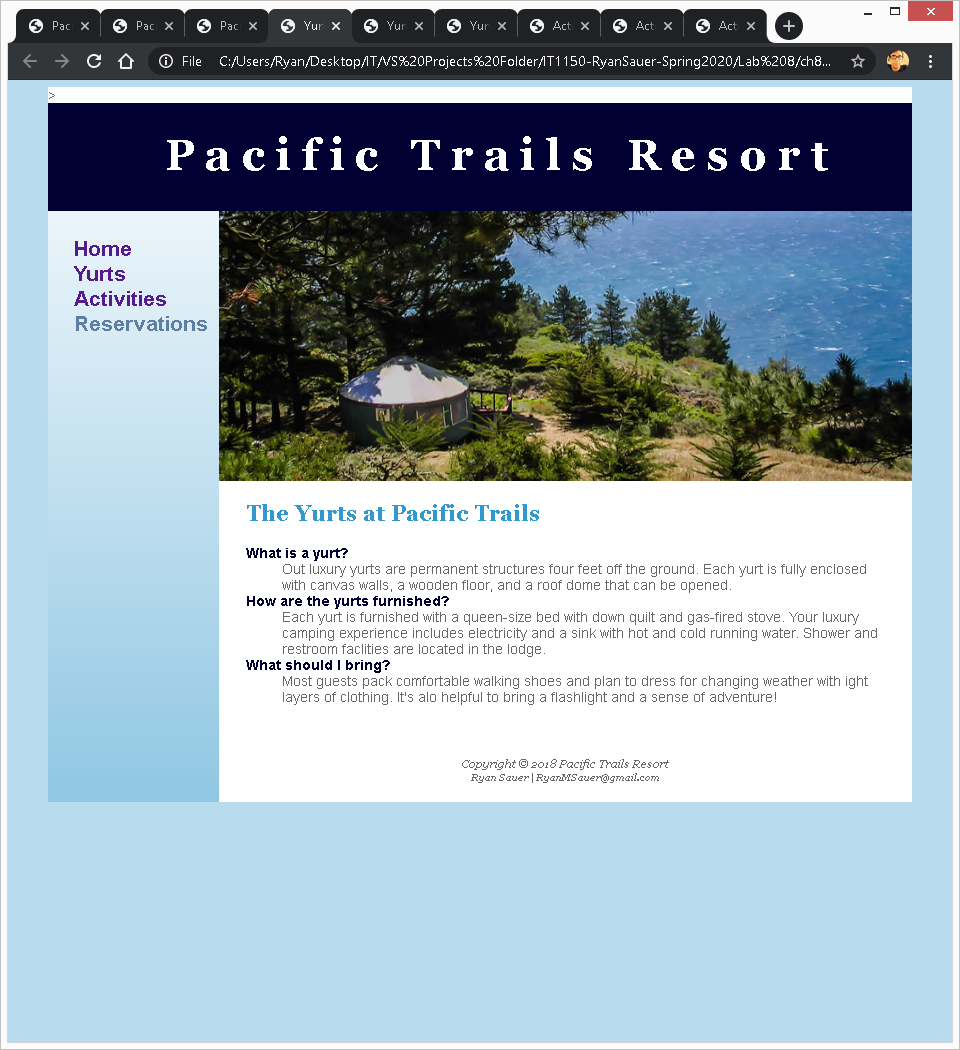 Pac
Pac
Pac
Yur
Yur
Yur
Act
Act
Act
File C:/Users/Ryan/Desktop/IT/VS%20Projects%20Folder/IT1150-RyanSauer-Spring2020/Lab%208/ch8...
>
Pacific Trails Resort
Home
Yurts
Activities
Reservations
The Yurts at Pacific Trails
What is a yurt?
Out luxury yurts are permanent structures four feet off the ground. Each yurt is fully enclosed
with canvas walls, a wooden floor, and a roof dome that can be opened.
How are the yurts furnished?
Each yurt is furnished with a queen-size bed with down quilt and gas-fired stove. Your luxury
camping experience includes electricity and a sink with hot and cold running water. Shower and
restroom faclities are located in the lodge.
What should I bring?
Most guests pack comfortable walking shoes and plan to dress for changing weather with ight
layers of clothing. It's alo helpful to bring a flashlight and a sense of adventure!
Copyright © 2018 Pacific Trails Resort
Ryan Sauer | RyanMSauer@gmail.com